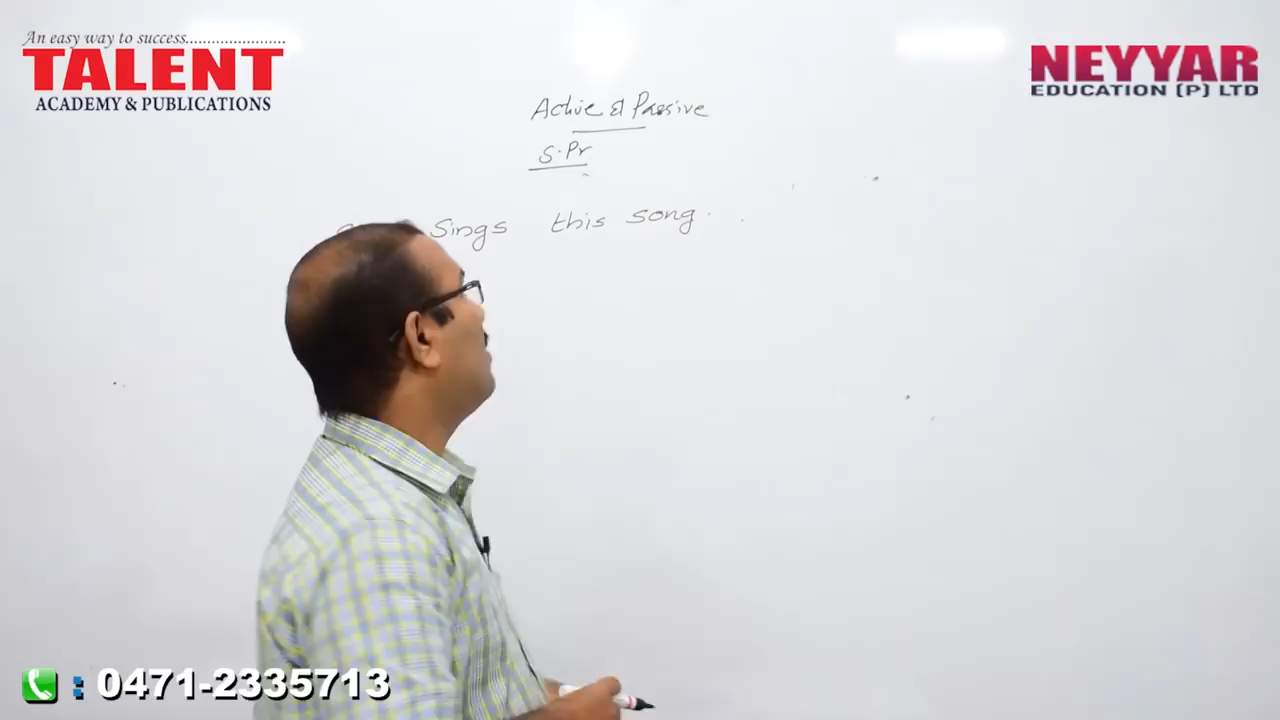 An easy way to success.......................
TALENT
ACADEMY & PUBLICATIONS
NEYYAR
EDUCATION (P) LTD
Active & Passive
S.Pr
Sings this song.
: 0471-2335713